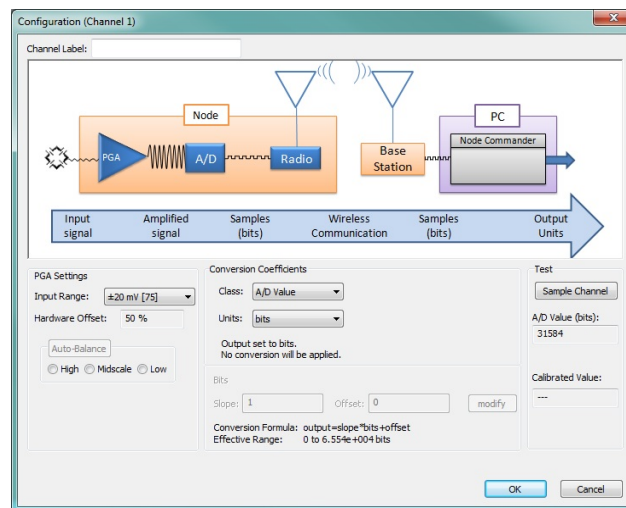 Configuration (Channel 1)
Channel Label:
Node
PC
Node Commander
PGA
A/D
Radio
Base
Station
Input
signal
Amplified
signal
Samples
(bits)
Wireless
Communication
Samples
(bits)
Output
Units
PGA Settings
Input Range: ±20 mV [75]
Hardware Offset: 50 %
Auto-Balance
High Midscale Low
Conversion Coefficients
Class: A/D Value
Units: bits
Output set to bits.
No conversion will be applied.
Bits
Slope: 1 Offset: 0 modify
Conversion Formula: output=slope*bits+offset
Effective Range: 0 to 6.554e+004 bits
Test
Sample Channel
A/D Value (bits):
31584
Calibrated Value:
---
OK Cancel